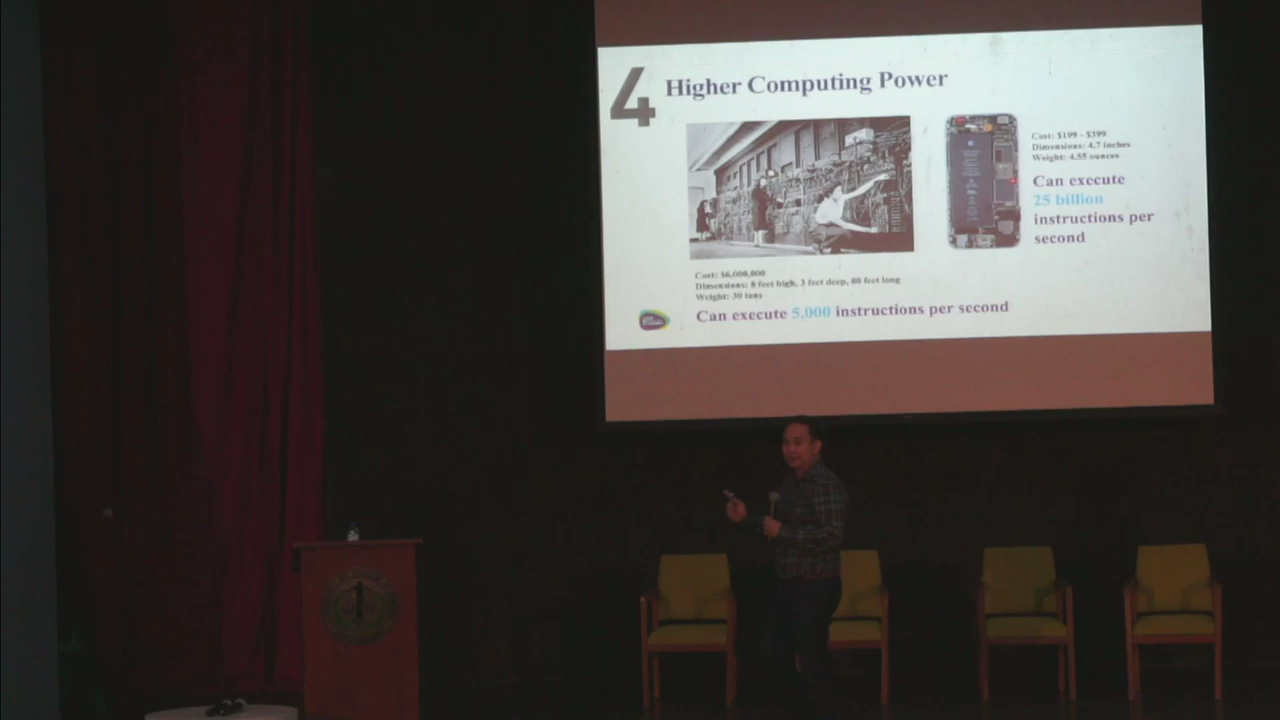 4
Higher Computing Power
Cost: $199 - $399
Dimensions: 4.7 inches
Weight: 4.55 ounces
Can execute
25 billion
instructions per
second
Cost: $6,000,000
Dimensions: 8 feet high, 3 feet deep, 80 feet long
Weight: 30 tons
Can execute 5,000 instructions per second